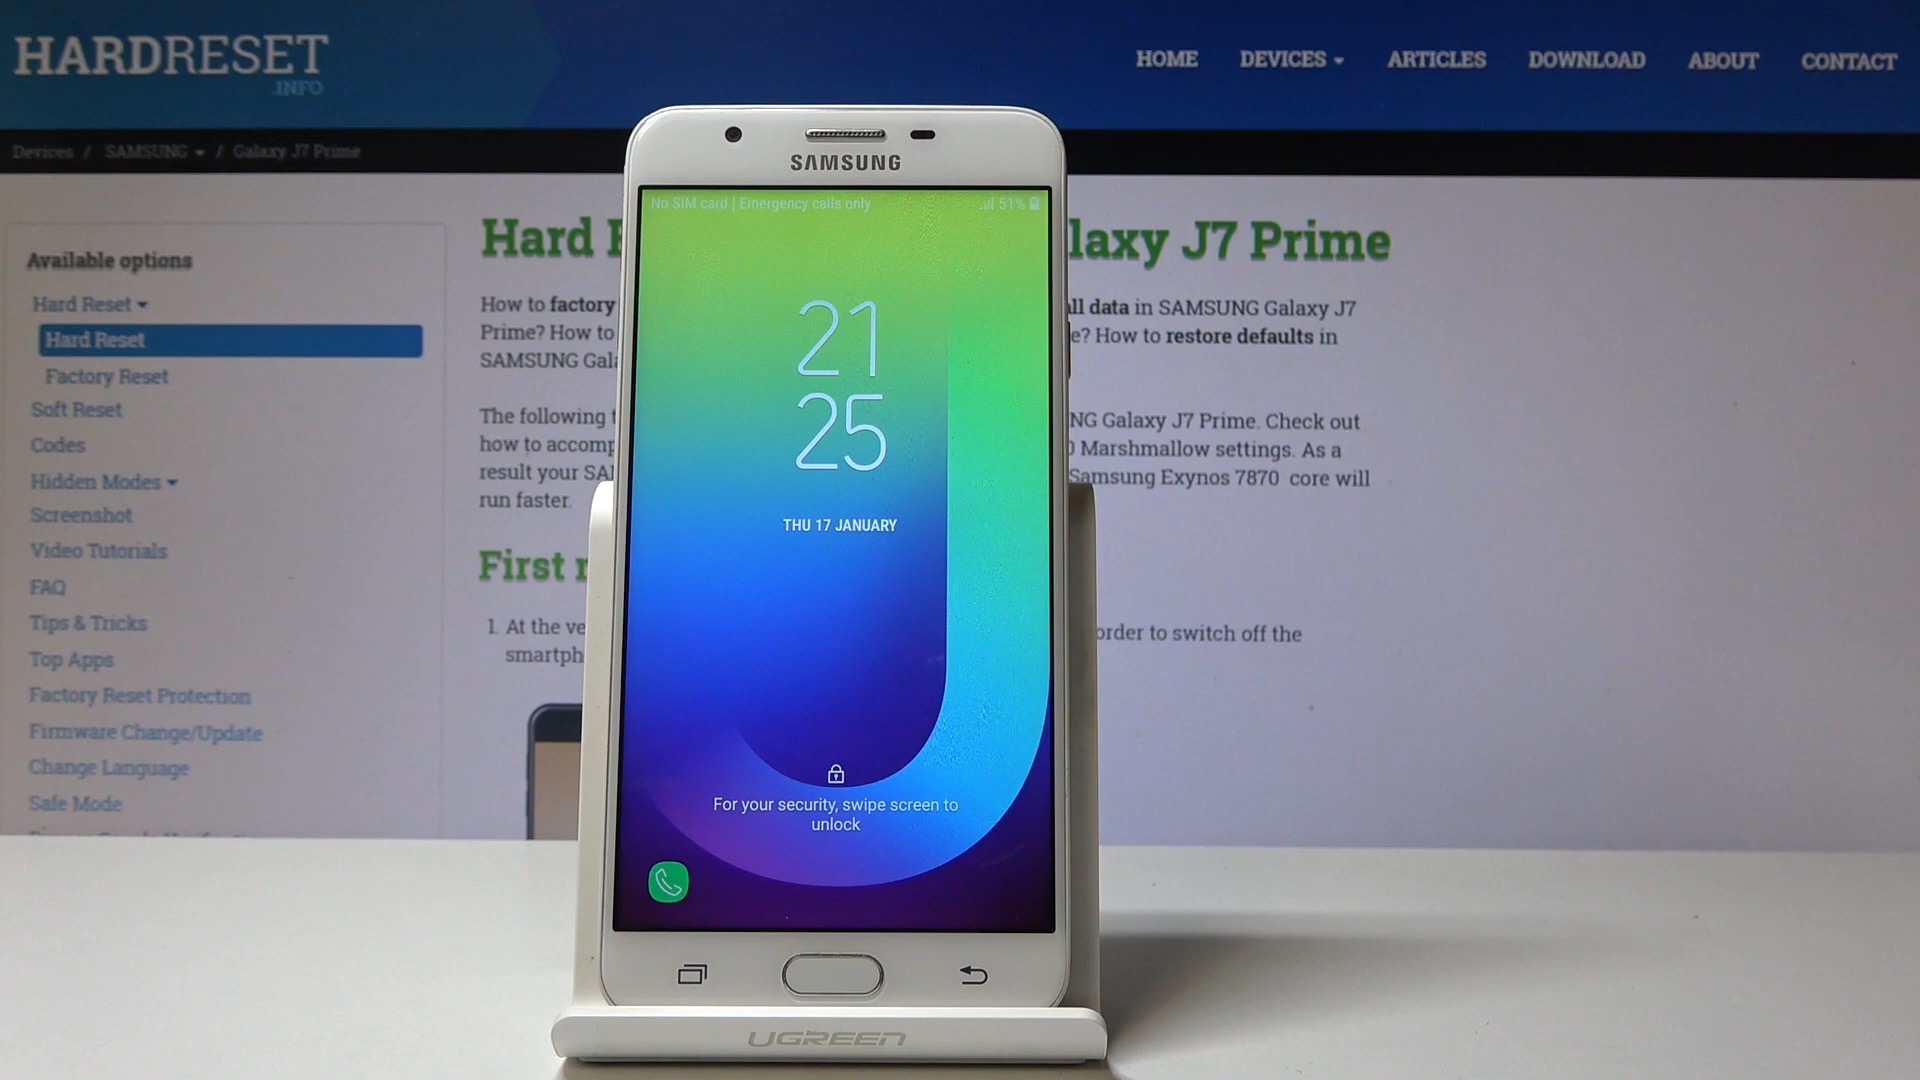 HARDRESET
.INFO
HOME DEVICES ARTICLES DOWNLOAD ABOUT CONTACT
Devices / SAMSUNG / Galaxy J7 Prime
Available options
Hard Reset
Hard Reset
Factory Reset
Soft Reset
Codes
Hidden Modes
Screenshot
Video Tutorials
FAQ
Tips & Tricks
Top Apps
Factory Reset Protection
Firmware Change/Update
Change Language
Safe Mode
Hard laxy J7 Prime
How to factory ll data in SAMSUNG Galaxy J7
Prime? How to e? How to restore defaults in
SAMSUNG Gal
The following NG Galaxy J7 Prime. Check out
how to accomp Marshmallow settings. As a
result your SA Samsung Exynos 7870 core will
run faster.
First
1. At the ve order to switch off the
smartph
SAMSUNG
No SIM card | Emergency calls only 51%
21
25
THU 17 JANUARY
For your security, swipe screen to
unlock
UGREEN